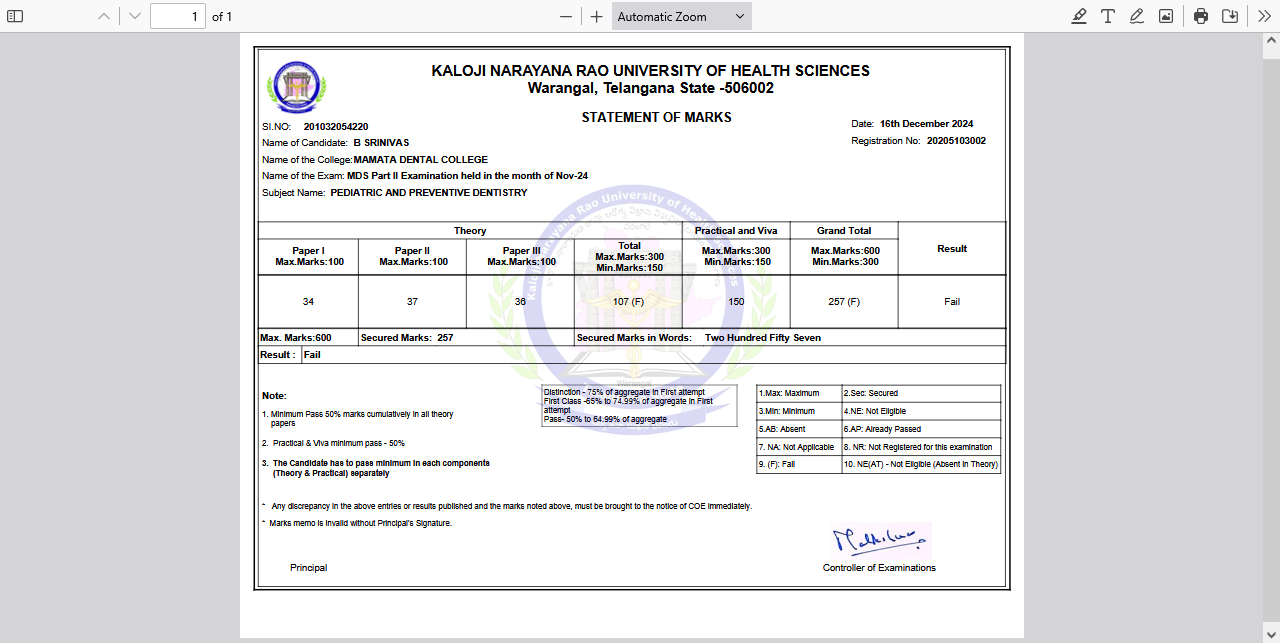 1 of 1
Automatic Zoom
KALOJI NARAYANA RAO UNIVERSITY OF HEALTH SCIENCES
Warangal, Telangana State -506002
STATEMENT OF MARKS
SI.NO: 201032054220
Date: 16th December 2024
Name of Candidate: B SRINIVAS
Registration No: 20205103002
Name of the College: MAMATA DENTAL COLLEGE
Name of the Exam: MDS Part II Examination held in the month of Nov-24
Subject Name: PEDIATRIC AND PREVENTIVE DENTISTRY
Theory Practical and Viva Grand Total Result
Paper I Max.Marks:100
Paper II Max.Marks:100
Paper III Max.Marks:100
Total Max.Marks:300 Min.Marks:150
Max.Marks:300 Min.Marks:150
Max.Marks:600 Min.Marks:300
34 37 36 107 (F) 150 257 (F) Fail
Max. Marks:600 Secured Marks: 257 Secured Marks in Words: Two Hundred Fifty Seven
Result : Fail
Note:
1. Minimum Pass 50% marks cumulatively in all theory
papers
2. Practical & Viva minimum pass - 50%
3. The Candidate has to pass minimum in each components
(Theory & Practical) separately
Distinction - 75% of aggregate in First attempt
First Class -65% to 74.99% of aggregate in First
attempt
Pass- 50% to 64.99% of aggregate
1.Max: Maximum 2.Sec: Secured
3.Min: Minimum 4.NE: Not Eligible
5.AB: Absent 6.AP: Already Passed
7. NA: Not Applicable 8. NR: Not Registered for this examination
9. (F): Fail 10. NE(AT) - Not Eligible (Absent in Theory)
* Any discrepancy in the above entries or results published and the marks noted above, must be brought to the notice of COE immediately.
* Marks memo is invalid without Principal's Signature.
Principal
Controller of Examinations
Kaloji Narayana Rao University of Health Sciences
Warangal